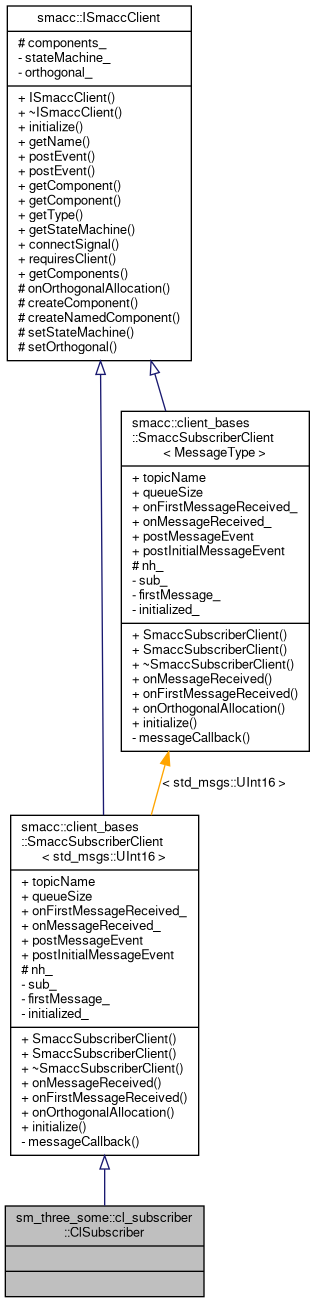 smacc::ISmaccClient
# components_
- stateMachine_
- orthogonal_
+ ISmaccClient()
+ ~ISmaccClient()
+ initialize()
+ getName()
+ postEvent()
+ postEvent()
+ getComponent()
+ getComponent()
+ getType()
+ getStateMachine()
+ connectSignal()
+ requiresClient()
+ getComponents()
# onOrthogonalAllocation()
# createComponent()
# createNamedComponent()
# setStateMachine()
# setOrthogonal()
smacc::client_bases
::SmaccSubscriberClient
< MessageType >
+ topicName
+ queueSize
+ onFirstMessageReceived_
+ onMessageReceived_
+ postMessageEvent
+ postInitialMessageEvent
# nh_
- sub_
- firstMessage_
- initialized_
+ SmaccSubscriberClient()
+ SmaccSubscriberClient()
+ ~SmaccSubscriberClient()
+ onMessageReceived()
+ onFirstMessageReceived()
+ onOrthogonalAllocation()
+ initialize()
- messageCallback()
< std_msgs::UInt16 >
smacc::client_bases
::SmaccSubscriberClient
< std_msgs::UInt16 >
+ topicName
+ queueSize
+ onFirstMessageReceived_
+ onMessageReceived_
+ postMessageEvent
+ postInitialMessageEvent
# nh_
- sub_
- firstMessage_
- initialized_
+ SmaccSubscriberClient()
+ SmaccSubscriberClient()
+ ~SmaccSubscriberClient()
+ onMessageReceived()
+ onFirstMessageReceived()
+ onOrthogonalAllocation()
+ initialize()
- messageCallback()
sm_three_some::cl_subscriber
::ClSubscriber